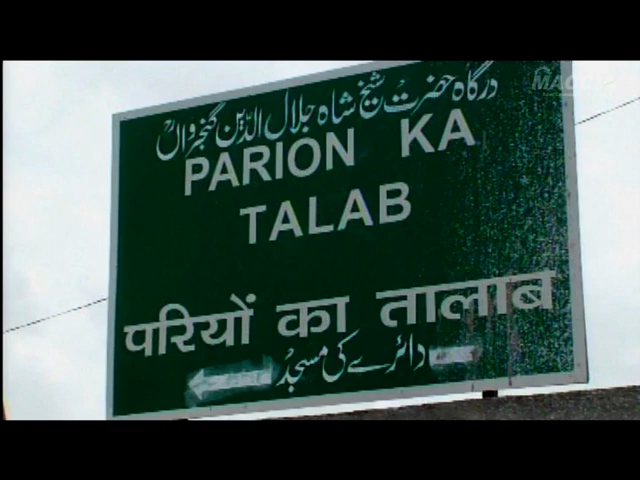 درگاہ حضرت شیخ شاہ جلال الدین گنجرواں
PARION KA
TALAB
परियों का तालाब
دائرے کی مسجد